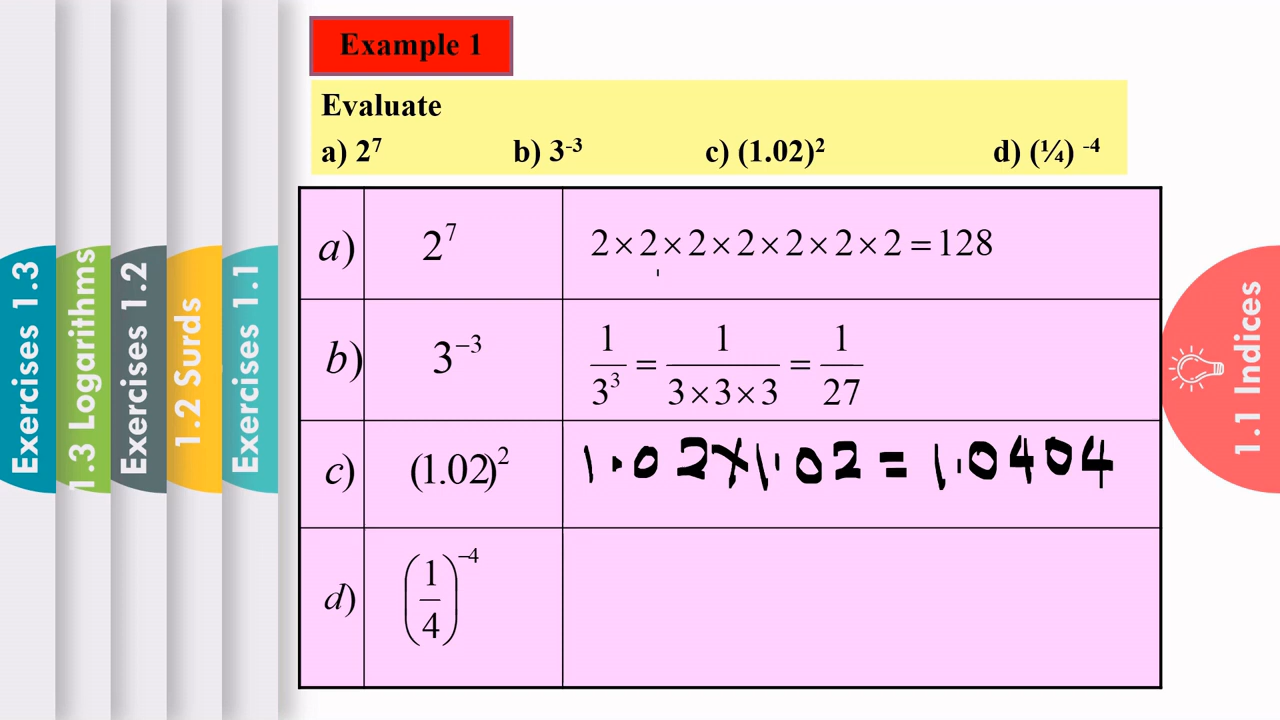 Example 1
Evaluate
a) 2⁷ b) 3⁻³ c) (1.02)² d) (¼) ⁻⁴
a) 2⁷ 2×2×2×2×2×2×2=128
b) 3⁻³ 1/3³ = 1/(3×3×3) = 1/27
c) (1.02)² 1.02×1.02=1.0404
d) (1/4)⁻⁴
Exercises 1.3
1.3 Logarithms
Exercises 1.2
1.2 Surds
Exercises 1.1
1.1 Indices